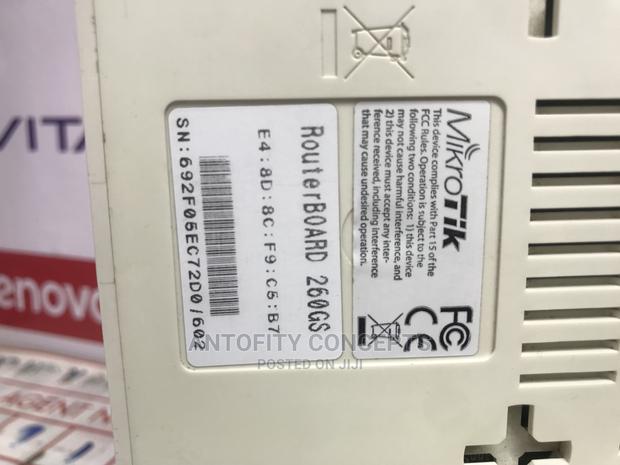 MikroTik
This device complies with Part 15 of the
FCC Rules. Operation is subject to the
following two conditions: 1) this device
may not cause harmful interference, and
2) this device must accept any inter-
ference received, including interference
that may cause undesired operation.
FC CE
RouterBOARD 260GS
E4:8D:8C:F9:C5:B7
SN:692F05EC72D0/602
VITA
enovo
AGENT
ANTOFITY CONCEPTS
POSTED ON JIJI